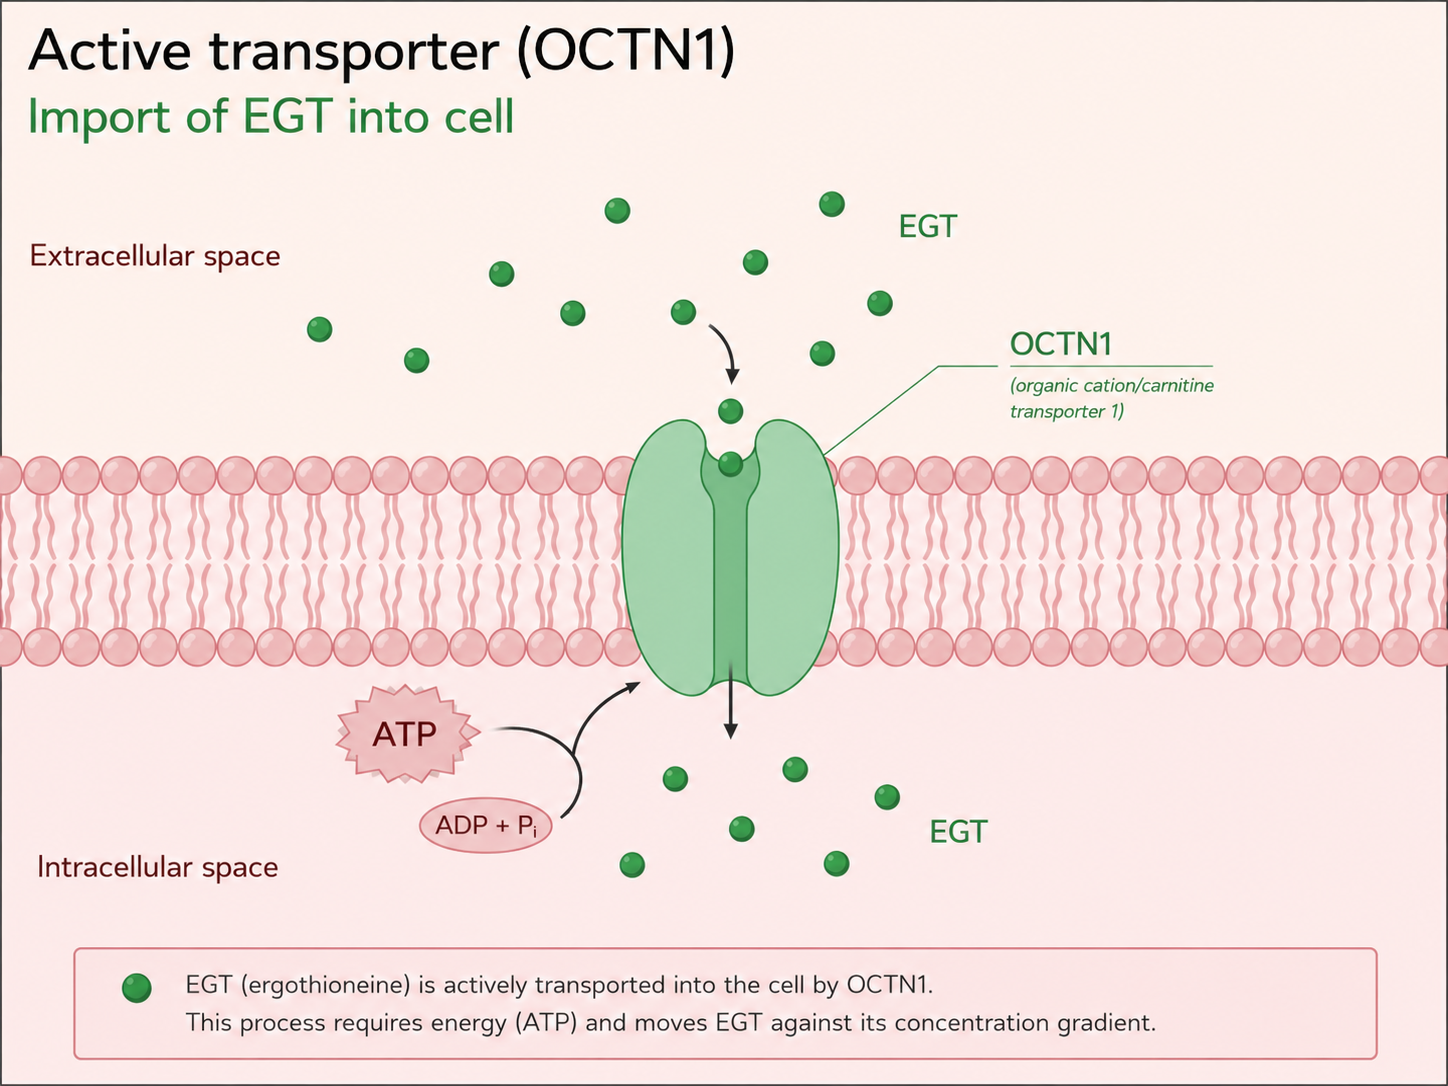 Active transporter (OCTN1)
Import of EGT into cell
EGT
Extracellular space
OCTN1
(organic cation/carnitine
transporter 1)
ATP
ADP + Pᵢ
EGT
Intracellular space
EGT (ergothioneine) is actively transported into the cell by OCTN1.
This process requires energy (ATP) and moves EGT against its concentration gradient.